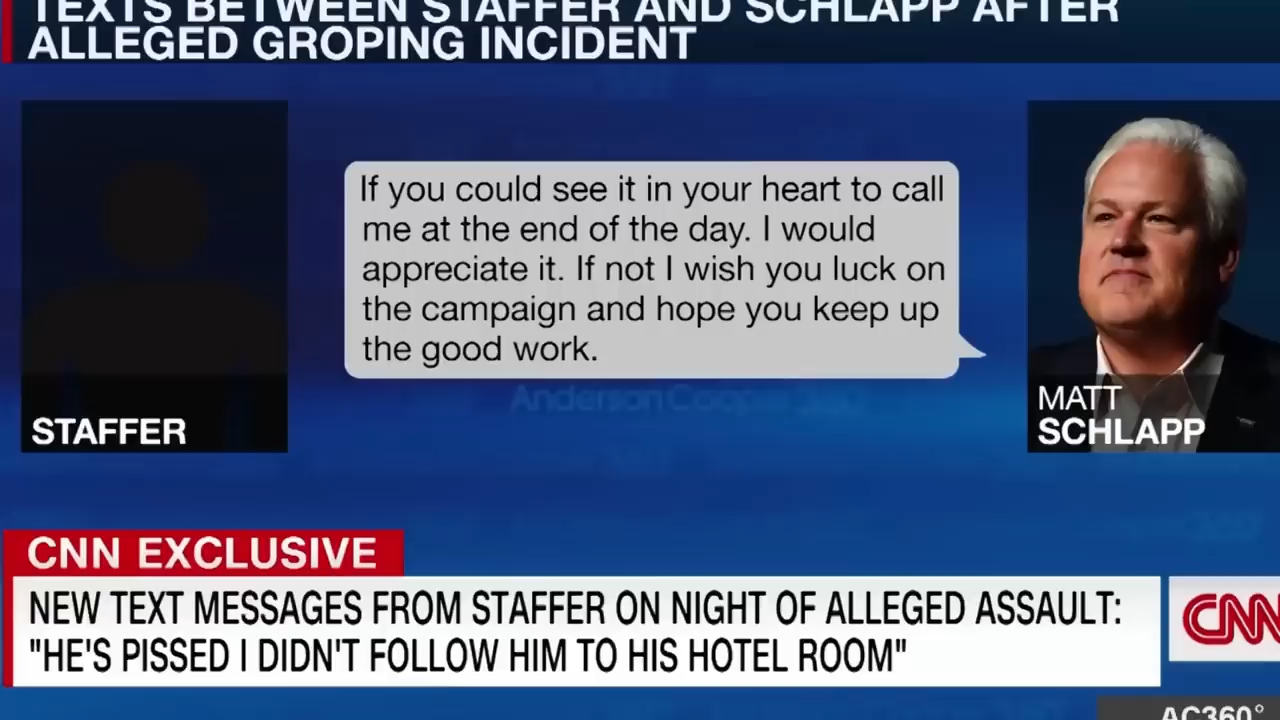 TEXTS BETWEEN STAFFER AND SCHLAPP AFTER
ALLEGED GROPING INCIDENT
If you could see it in your heart to call
me at the end of the day. I would
appreciate it. If not I wish you luck on
the campaign and hope you keep up
the good work.
Anderson Cooper 360
STAFFER
MATT
SCHLAPP
CNN EXCLUSIVE
NEW TEXT MESSAGES FROM STAFFER ON NIGHT OF ALLEGED ASSAULT:
"HE'S PISSED I DIDN'T FOLLOW HIM TO HIS HOTEL ROOM"
CNN
AC360°